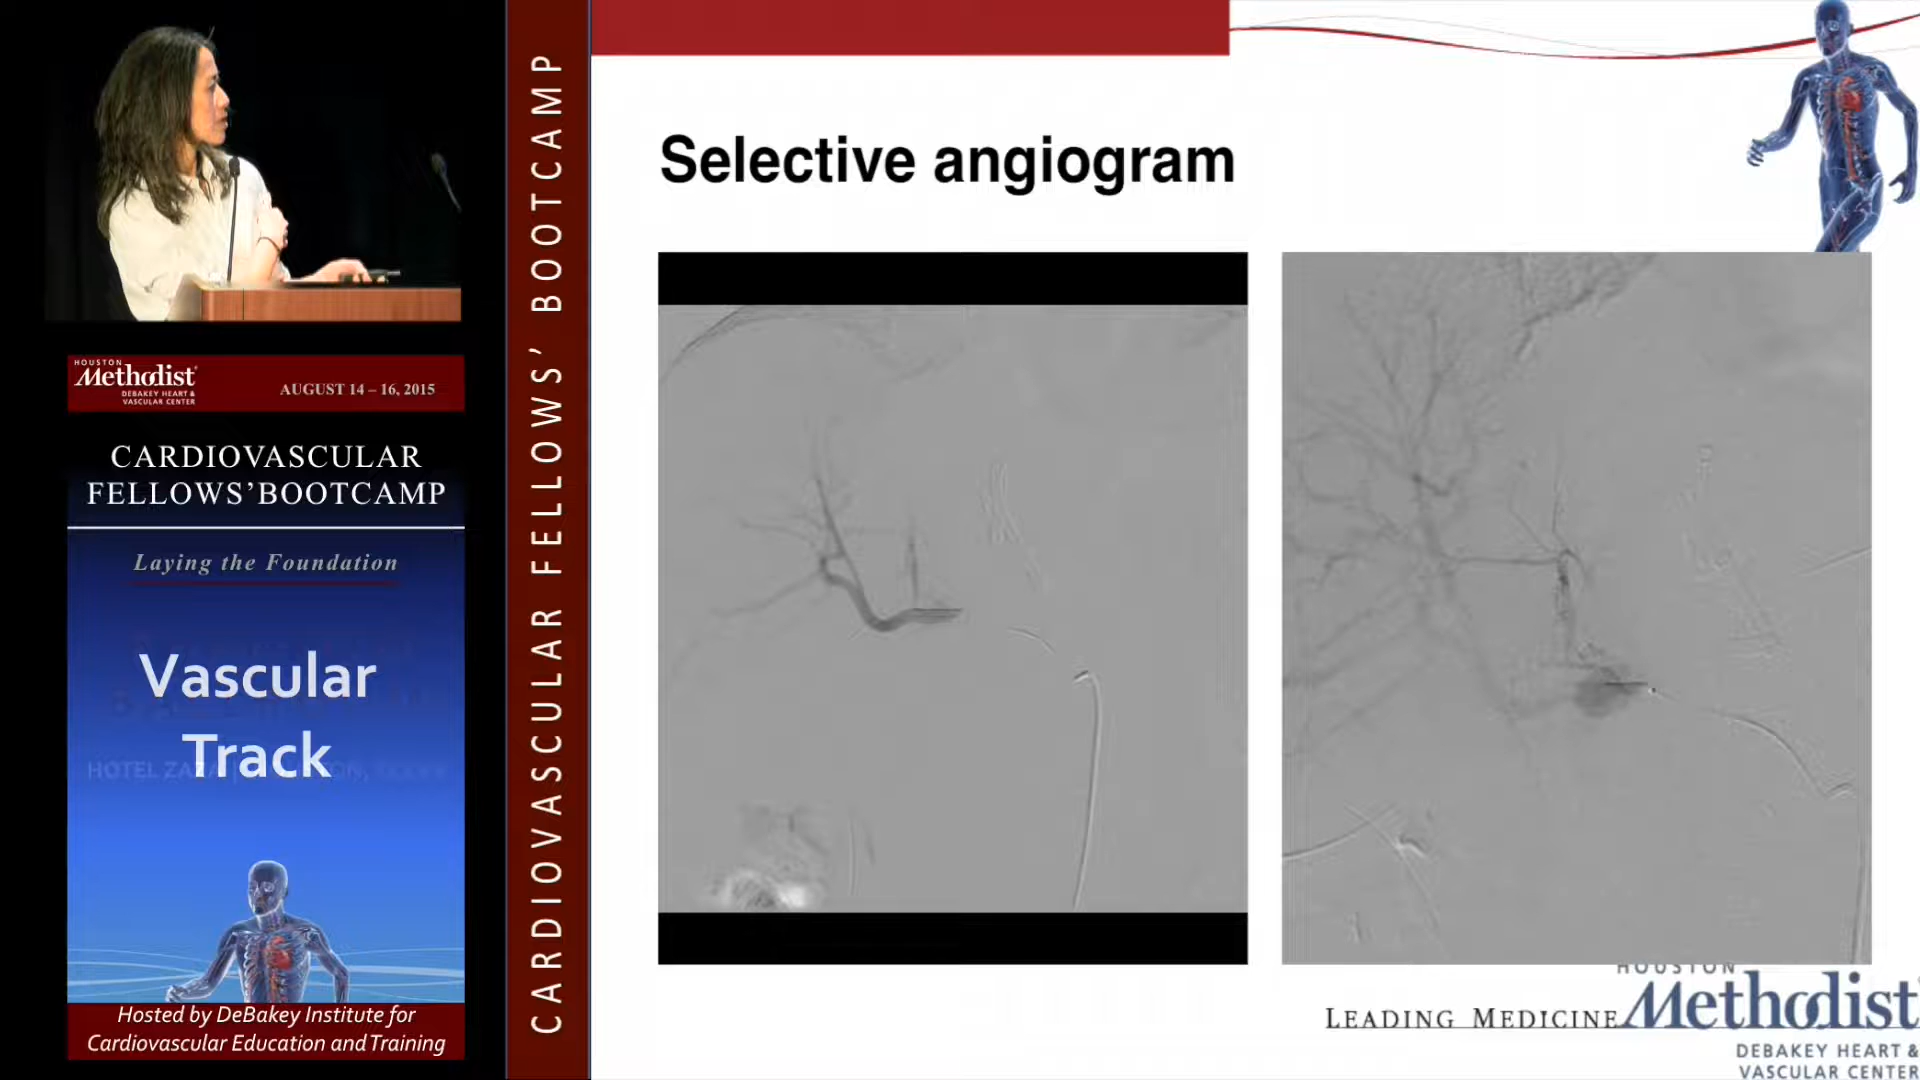 HOUSTON
Methodist
DEBAKEY HEART &
VASCULAR CENTER
AUGUST 14 – 16, 2015
CARDIOVASCULAR
FELLOWS'BOOTCAMP
Laying the Foundation
Vascular
Track
HOTEL ZAZA
Hosted by DeBakey Institute for
Cardiovascular Education and Training
CARDIOVASCULAR FELLOWS' BOOTCAMP
Selective angiogram
LEADING MEDICINE
HOUSTON
Methodist
DEBAKEY HEART &
VASCULAR CENTER